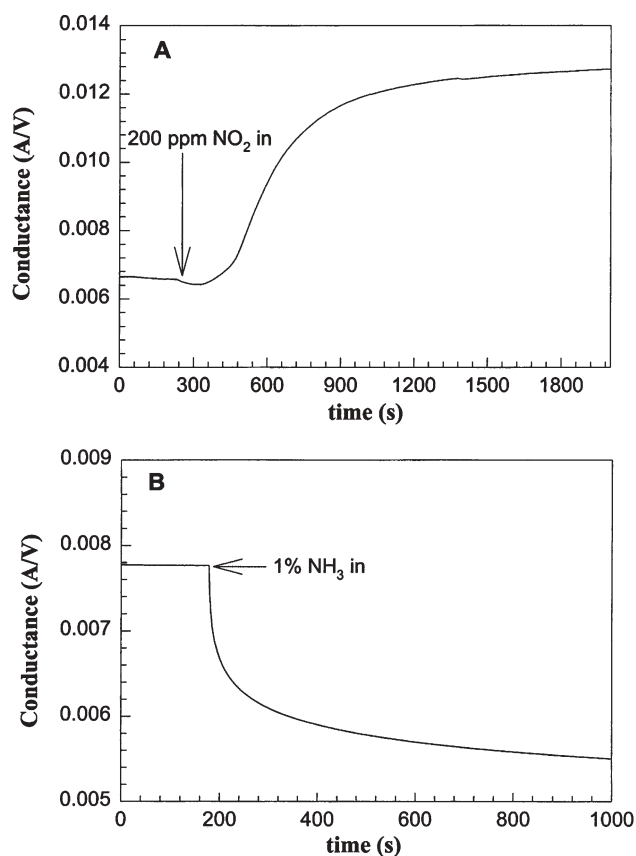 A
0.014
0.012
0.010
0.008
0.006
0.004
Conductance (A/V)
200 ppm NO₂ in
0 300 600 900 1200 1500 1800
time (s)
B
0.009
0.008
0.007
0.006
0.005
Conductance (A/V)
1% NH₃ in
0 200 400 600 800 1000
time (s)